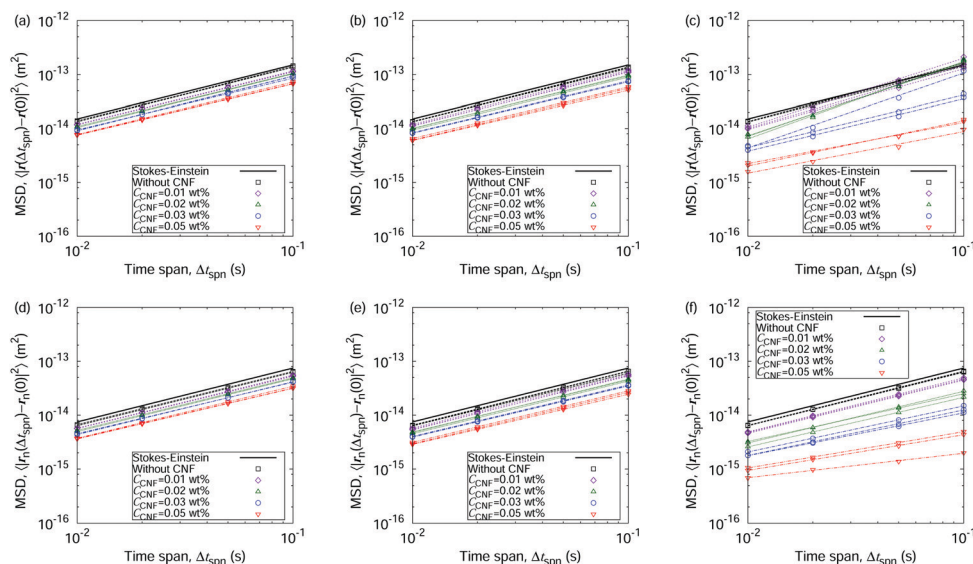 (a)
10⁻¹²
10⁻¹³
10⁻¹⁴
10⁻¹⁵
10⁻¹⁶
MSD, ⟨|r(Δt_spn)−r(0)|²⟩ (m²)
Stokes-Einstein
Without CNF
C_CNF=0.01 wt%
C_CNF=0.02 wt%
C_CNF=0.03 wt%
C_CNF=0.05 wt%
10⁻² 10⁻¹
Time span, Δt_spn (s)
(b)
10⁻¹²
10⁻¹³
10⁻¹⁴
10⁻¹⁵
10⁻¹⁶
MSD, ⟨|r(Δt_spn)−r(0)|²⟩ (m²)
Stokes-Einstein
Without CNF
C_CNF=0.01 wt%
C_CNF=0.02 wt%
C_CNF=0.03 wt%
C_CNF=0.05 wt%
10⁻² 10⁻¹
Time span, Δt_spn (s)
(c)
10⁻¹²
10⁻¹³
10⁻¹⁴
10⁻¹⁵
10⁻¹⁶
MSD, ⟨|r(Δt_spn)−r(0)|²⟩ (m²)
Stokes-Einstein
Without CNF
C_CNF=0.01 wt%
C_CNF=0.02 wt%
C_CNF=0.03 wt%
C_CNF=0.05 wt%
10⁻² 10⁻¹
Time span, Δt_spn (s)
(d)
10⁻¹²
10⁻¹³
10⁻¹⁴
10⁻¹⁵
10⁻¹⁶
MSD, ⟨|r_n(Δt_spn)−r_n(0)|²⟩ (m²)
Stokes-Einstein
Without CNF
C_CNF=0.01 wt%
C_CNF=0.02 wt%
C_CNF=0.03 wt%
C_CNF=0.05 wt%
10⁻² 10⁻¹
Time span, Δt_spn (s)
(e)
10⁻¹²
10⁻¹³
10⁻¹⁴
10⁻¹⁵
10⁻¹⁶
MSD, ⟨|r_n(Δt_spn)−r_n(0)|²⟩ (m²)
Stokes-Einstein
Without CNF
C_CNF=0.01 wt%
C_CNF=0.02 wt%
C_CNF=0.03 wt%
C_CNF=0.05 wt%
10⁻² 10⁻¹
Time span, Δt_spn (s)
(f)
10⁻¹²
10⁻¹³
10⁻¹⁴
10⁻¹⁵
10⁻¹⁶
MSD, ⟨|r_n(Δt_spn)−r_n(0)|²⟩ (m²)
Stokes-Einstein
Without CNF
C_CNF=0.01 wt%
C_CNF=0.02 wt%
C_CNF=0.03 wt%
C_CNF=0.05 wt%
10⁻² 10⁻¹
Time span, Δt_spn (s)